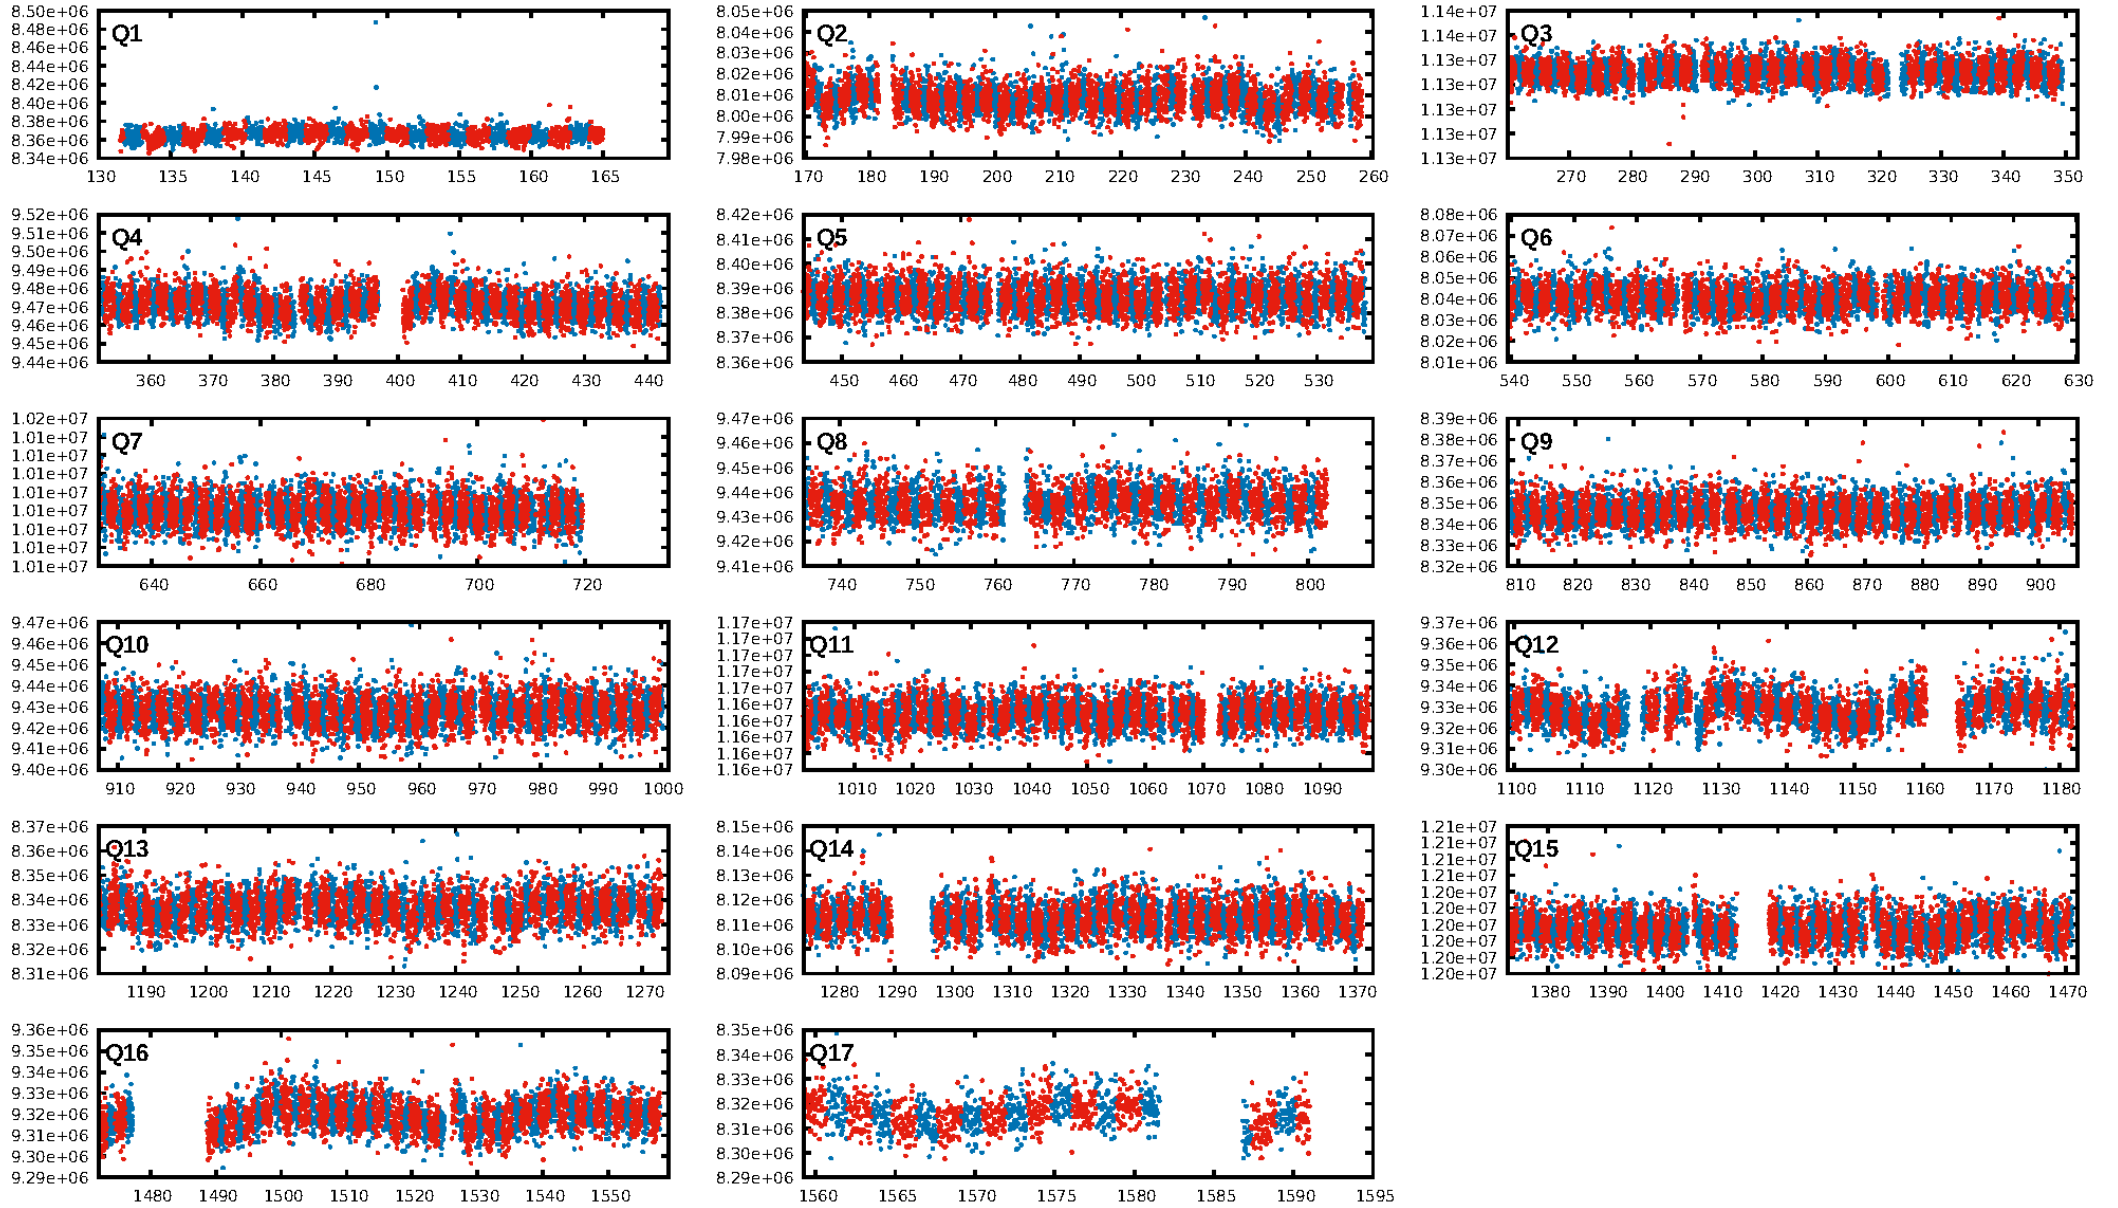 Q1
8.50e+06
8.48e+06
8.46e+06
8.44e+06
8.42e+06
8.40e+06
8.38e+06
8.36e+06
8.34e+06
130 135 140 145 150 155 160 165
Q2
8.05e+06
8.04e+06
8.03e+06
8.02e+06
8.01e+06
8.00e+06
7.99e+06
7.98e+06
170 180 190 200 210 220 230 240 250 260
Q3
1.14e+07
1.14e+07
1.13e+07
1.13e+07
1.13e+07
1.13e+07
1.13e+07
270 280 290 300 310 320 330 340 350
Q4
9.52e+06
9.51e+06
9.50e+06
9.49e+06
9.48e+06
9.47e+06
9.46e+06
9.45e+06
9.44e+06
360 370 380 390 400 410 420 430 440
Q5
8.42e+06
8.41e+06
8.40e+06
8.39e+06
8.38e+06
8.37e+06
8.36e+06
450 460 470 480 490 500 510 520 530
Q6
8.08e+06
8.07e+06
8.06e+06
8.05e+06
8.04e+06
8.03e+06
8.02e+06
8.01e+06
540 550 560 570 580 590 600 610 620 630
Q7
1.02e+07
1.01e+07
1.01e+07
1.01e+07
1.01e+07
1.01e+07
1.01e+07
1.01e+07
1.01e+07
640 660 680 700 720
Q8
9.47e+06
9.46e+06
9.45e+06
9.44e+06
9.43e+06
9.42e+06
9.41e+06
740 750 760 770 780 790 800
Q9
8.39e+06
8.38e+06
8.37e+06
8.36e+06
8.35e+06
8.34e+06
8.33e+06
8.32e+06
810 820 830 840 850 860 870 880 890 900
Q10
9.47e+06
9.46e+06
9.45e+06
9.44e+06
9.43e+06
9.42e+06
9.41e+06
9.40e+06
910 920 930 940 950 960 970 980 990 1000
Q11
1.17e+07
1.17e+07
1.17e+07
1.17e+07
1.17e+07
1.16e+07
1.16e+07
1.16e+07
1.16e+07
1.16e+07
1010 1020 1030 1040 1050 1060 1070 1080 1090
Q12
9.37e+06
9.36e+06
9.35e+06
9.34e+06
9.33e+06
9.32e+06
9.31e+06
9.30e+06
1100 1110 1120 1130 1140 1150 1160 1170 1180
Q13
8.37e+06
8.36e+06
8.35e+06
8.34e+06
8.33e+06
8.32e+06
8.31e+06
1190 1200 1210 1220 1230 1240 1250 1260 1270
Q14
8.15e+06
8.14e+06
8.13e+06
8.12e+06
8.11e+06
8.10e+06
8.09e+06
1280 1290 1300 1310 1320 1330 1340 1350 1360 1370
Q15
1.21e+07
1.21e+07
1.21e+07
1.20e+07
1.20e+07
1.20e+07
1.20e+07
1.20e+07
1.20e+07
1.20e+07
1380 1390 1400 1410 1420 1430 1440 1450 1460 1470
Q16
9.36e+06
9.35e+06
9.34e+06
9.33e+06
9.32e+06
9.31e+06
9.30e+06
9.29e+06
1480 1490 1500 1510 1520 1530 1540 1550
Q17
8.35e+06
8.34e+06
8.33e+06
8.32e+06
8.31e+06
8.30e+06
8.29e+06
1560 1565 1570 1575 1580 1585 1590 1595